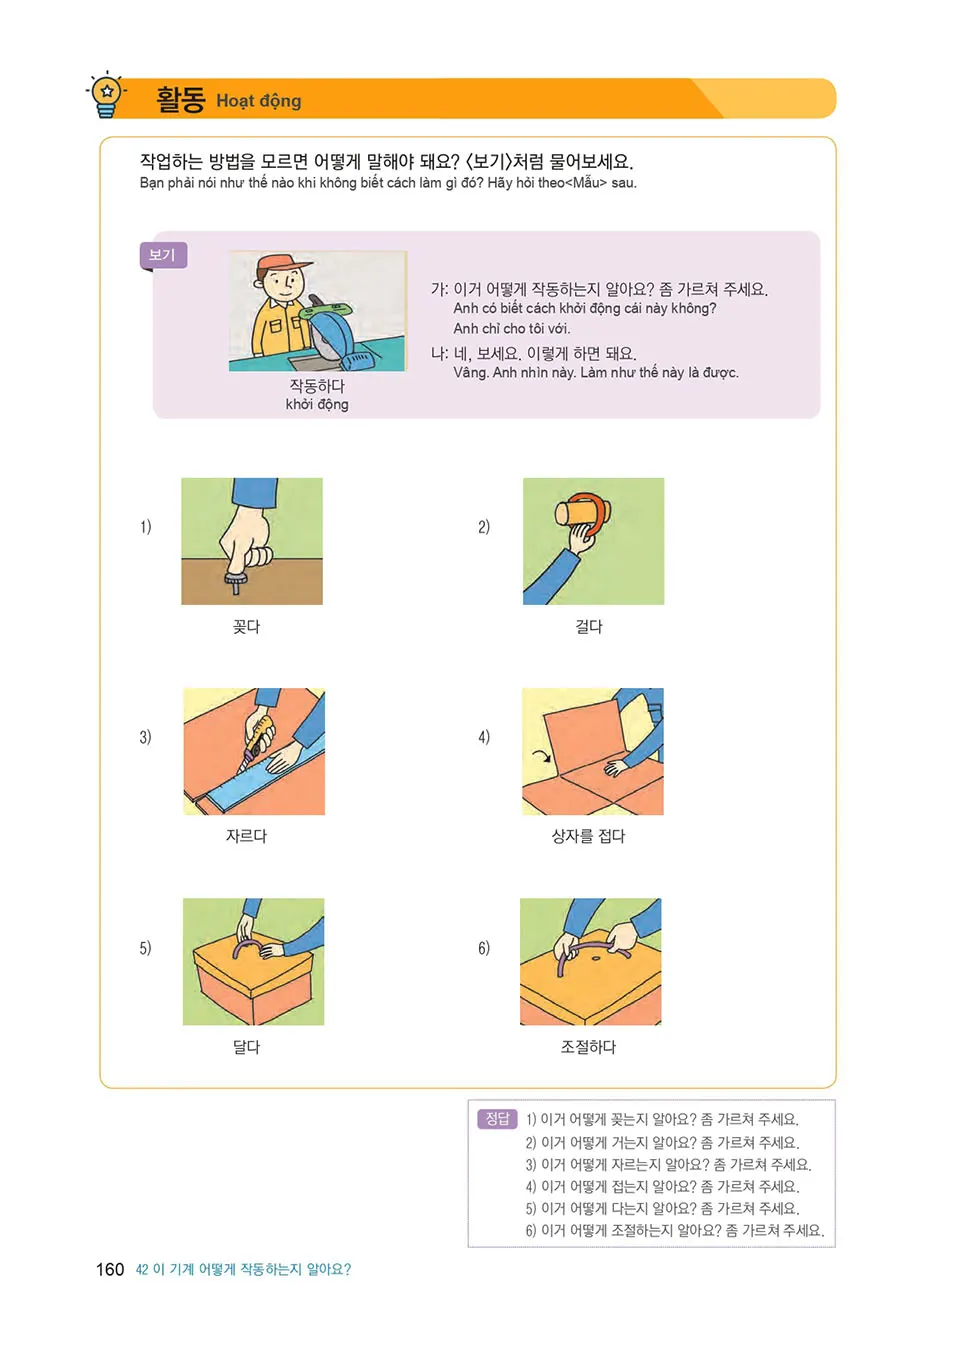 활동 Hoạt động
작업하는 방법을 모르면 어떻게 말해야 돼요? 〈보기〉처럼 물어보세요.
Bạn phải nói như thế nào khi không biết cách làm gì đó? Hãy hỏi theo<Mẫu> sau.
보기
가: 이거 어떻게 작동하는지 알아요? 좀 가르쳐 주세요.
Anh có biết cách khởi động cái này không?
Anh chỉ cho tôi với.
나: 네, 보세요. 이렇게 하면 돼요.
Vâng. Anh nhìn này. Làm như thế này là được.
작동하다
khởi động
1)
꽂다
2)
걸다
3)
자르다
4)
상자를 접다
5)
달다
6)
조절하다
정답
1) 이거 어떻게 꽂는지 알아요? 좀 가르쳐 주세요.
2) 이거 어떻게 거는지 알아요? 좀 가르쳐 주세요.
3) 이거 어떻게 자르는지 알아요? 좀 가르쳐 주세요.
4) 이거 어떻게 접는지 알아요? 좀 가르쳐 주세요.
5) 이거 어떻게 다는지 알아요? 좀 가르쳐 주세요.
6) 이거 어떻게 조절하는지 알아요? 좀 가르쳐 주세요.
160 42 이 기계 어떻게 작동하는지 알아요?